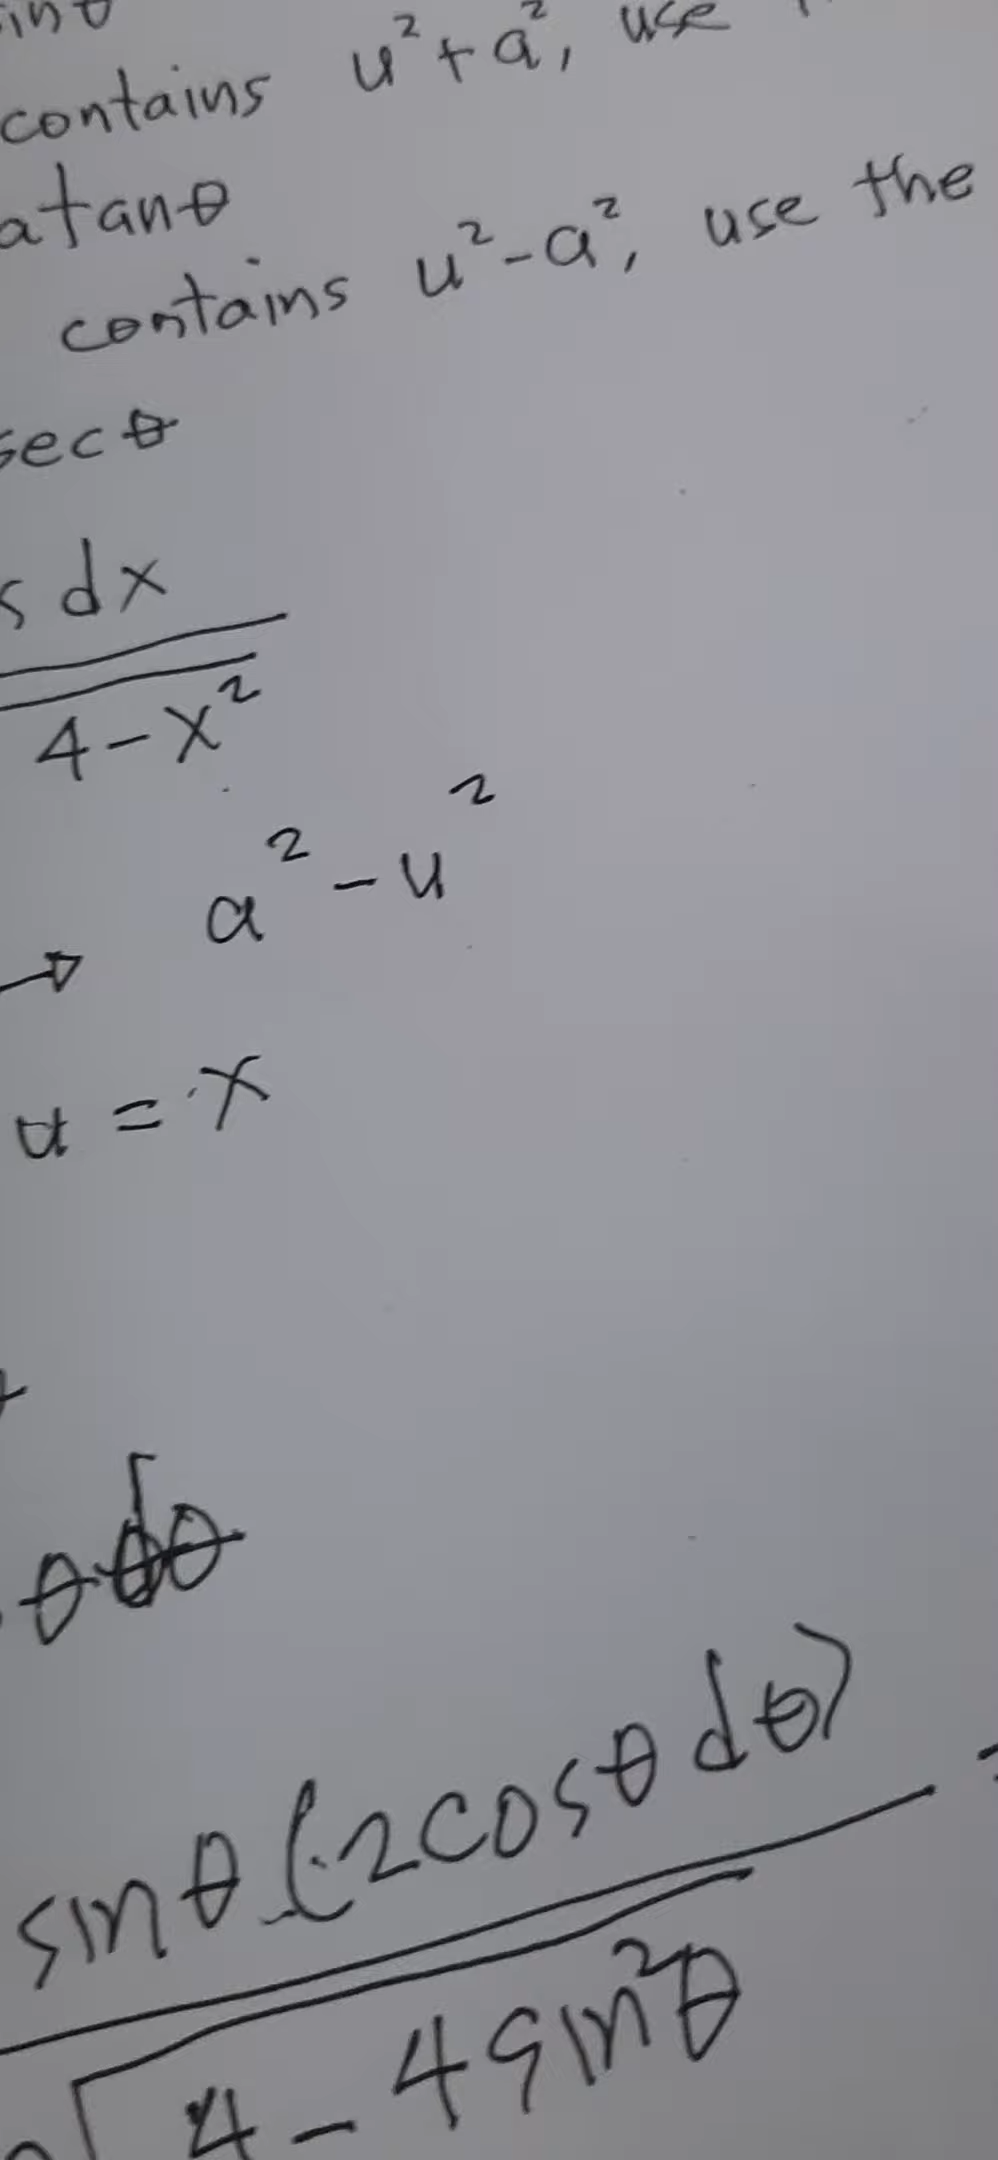 contains u²+a², use
atanθ
contains u²-a², use the
secθ
dx
4-x²
a²-u²
u = x
θ dθ
sinθ(2cosθ dθ)
4-4sin²θ